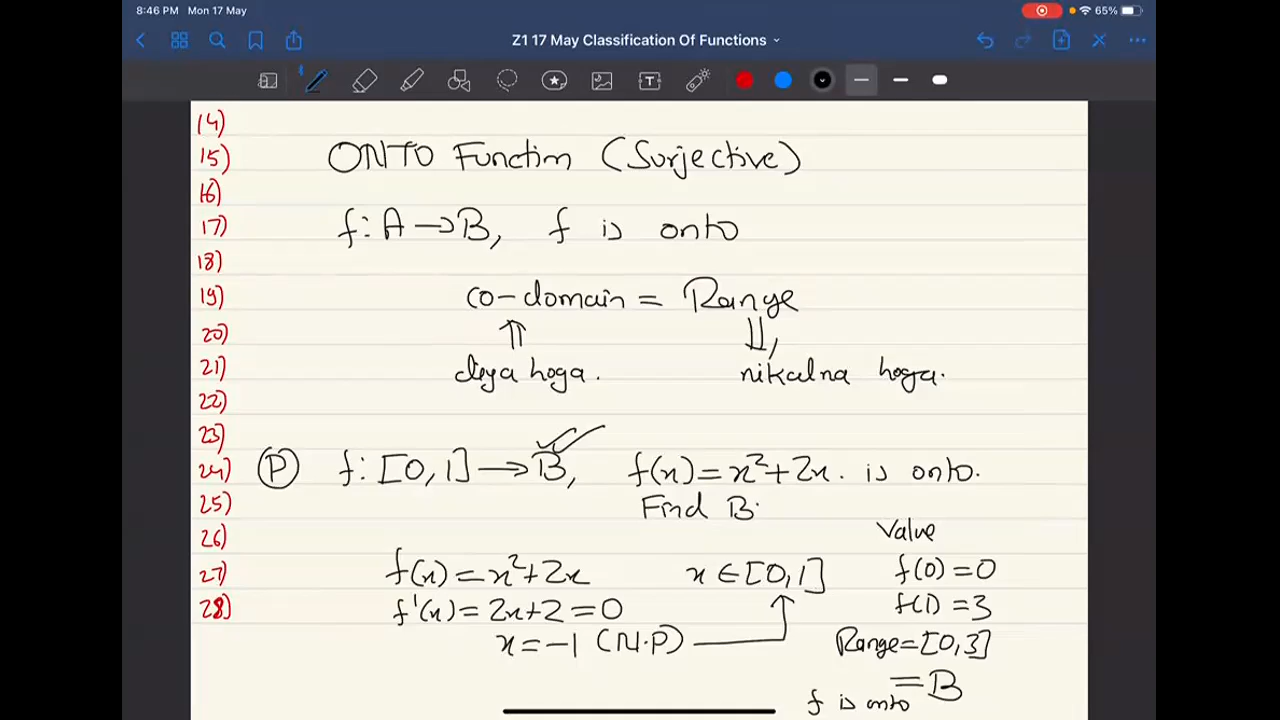 8:46 PM Mon 17 May
65%
Z1 17 May Classification Of Functions
14)
15) ONTO Function (Surjective)
16)
17) f: A → B, f is onto
18)
19) co-domain = Range
20) ⇑ ⇓
21) diya hoga. nikalna hoga.
22)
23)
24) (P) f: [0,1] → B, f(x) = x²+2x. is onto.
25) Find B.
26) Value
27) f(x) = x²+2x x ∈ [0,1] f(0) = 0
28) f'(x) = 2x+2 = 0 f(1) = 3
x = -1 (N.P) Range = [0,3]
= B
f is onto